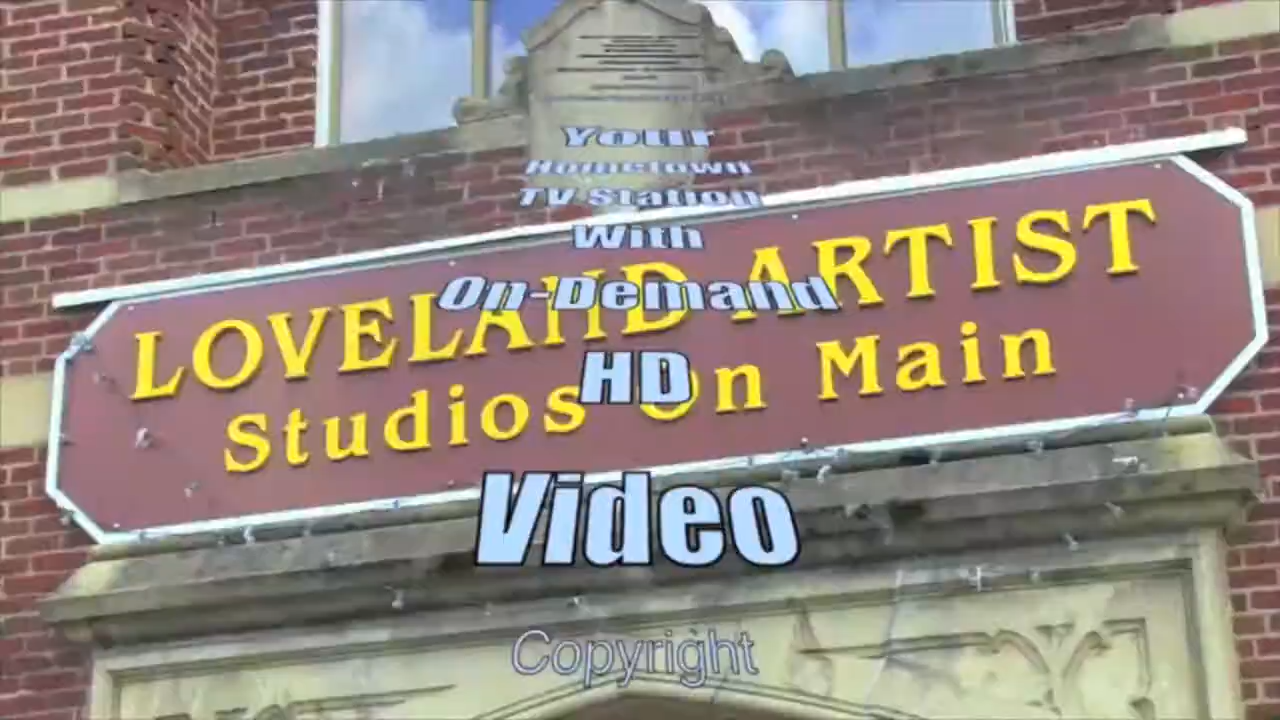 Your
Hometown
TV Station
With
On-Demand
HD
Video
LOVELAND ARTIST
Studios On Main
Copyright